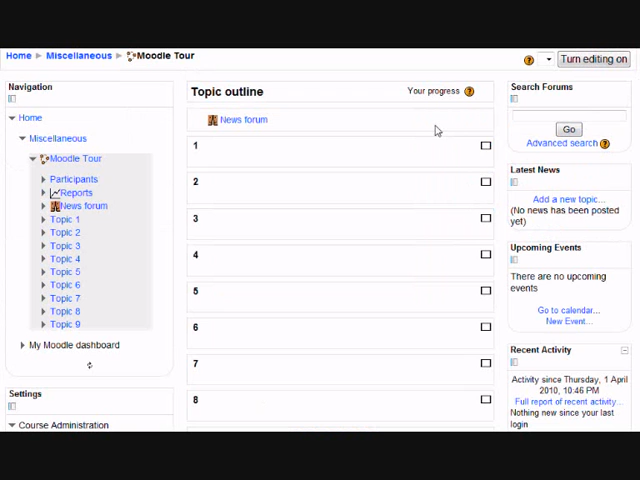 Home ► Miscellaneous ► Moodle Tour
Turn editing on
Navigation
Home
Miscellaneous
Moodle Tour
Participants
Reports
News forum
Topic 1
Topic 2
Topic 3
Topic 4
Topic 5
Topic 6
Topic 7
Topic 8
Topic 9
My Moodle dashboard
Settings
Course Administration
Topic outline
Your progress
News forum
1
2
3
4
5
6
7
8
Search Forums
Go
Advanced search
Latest News
Add a new topic...
(No news has been posted
yet)
Upcoming Events
There are no upcoming
events
Go to calendar...
New Event...
Recent Activity
Activity since Thursday, 1 April
2010, 10:46 PM
Full report of recent activity...
Nothing new since your last
login